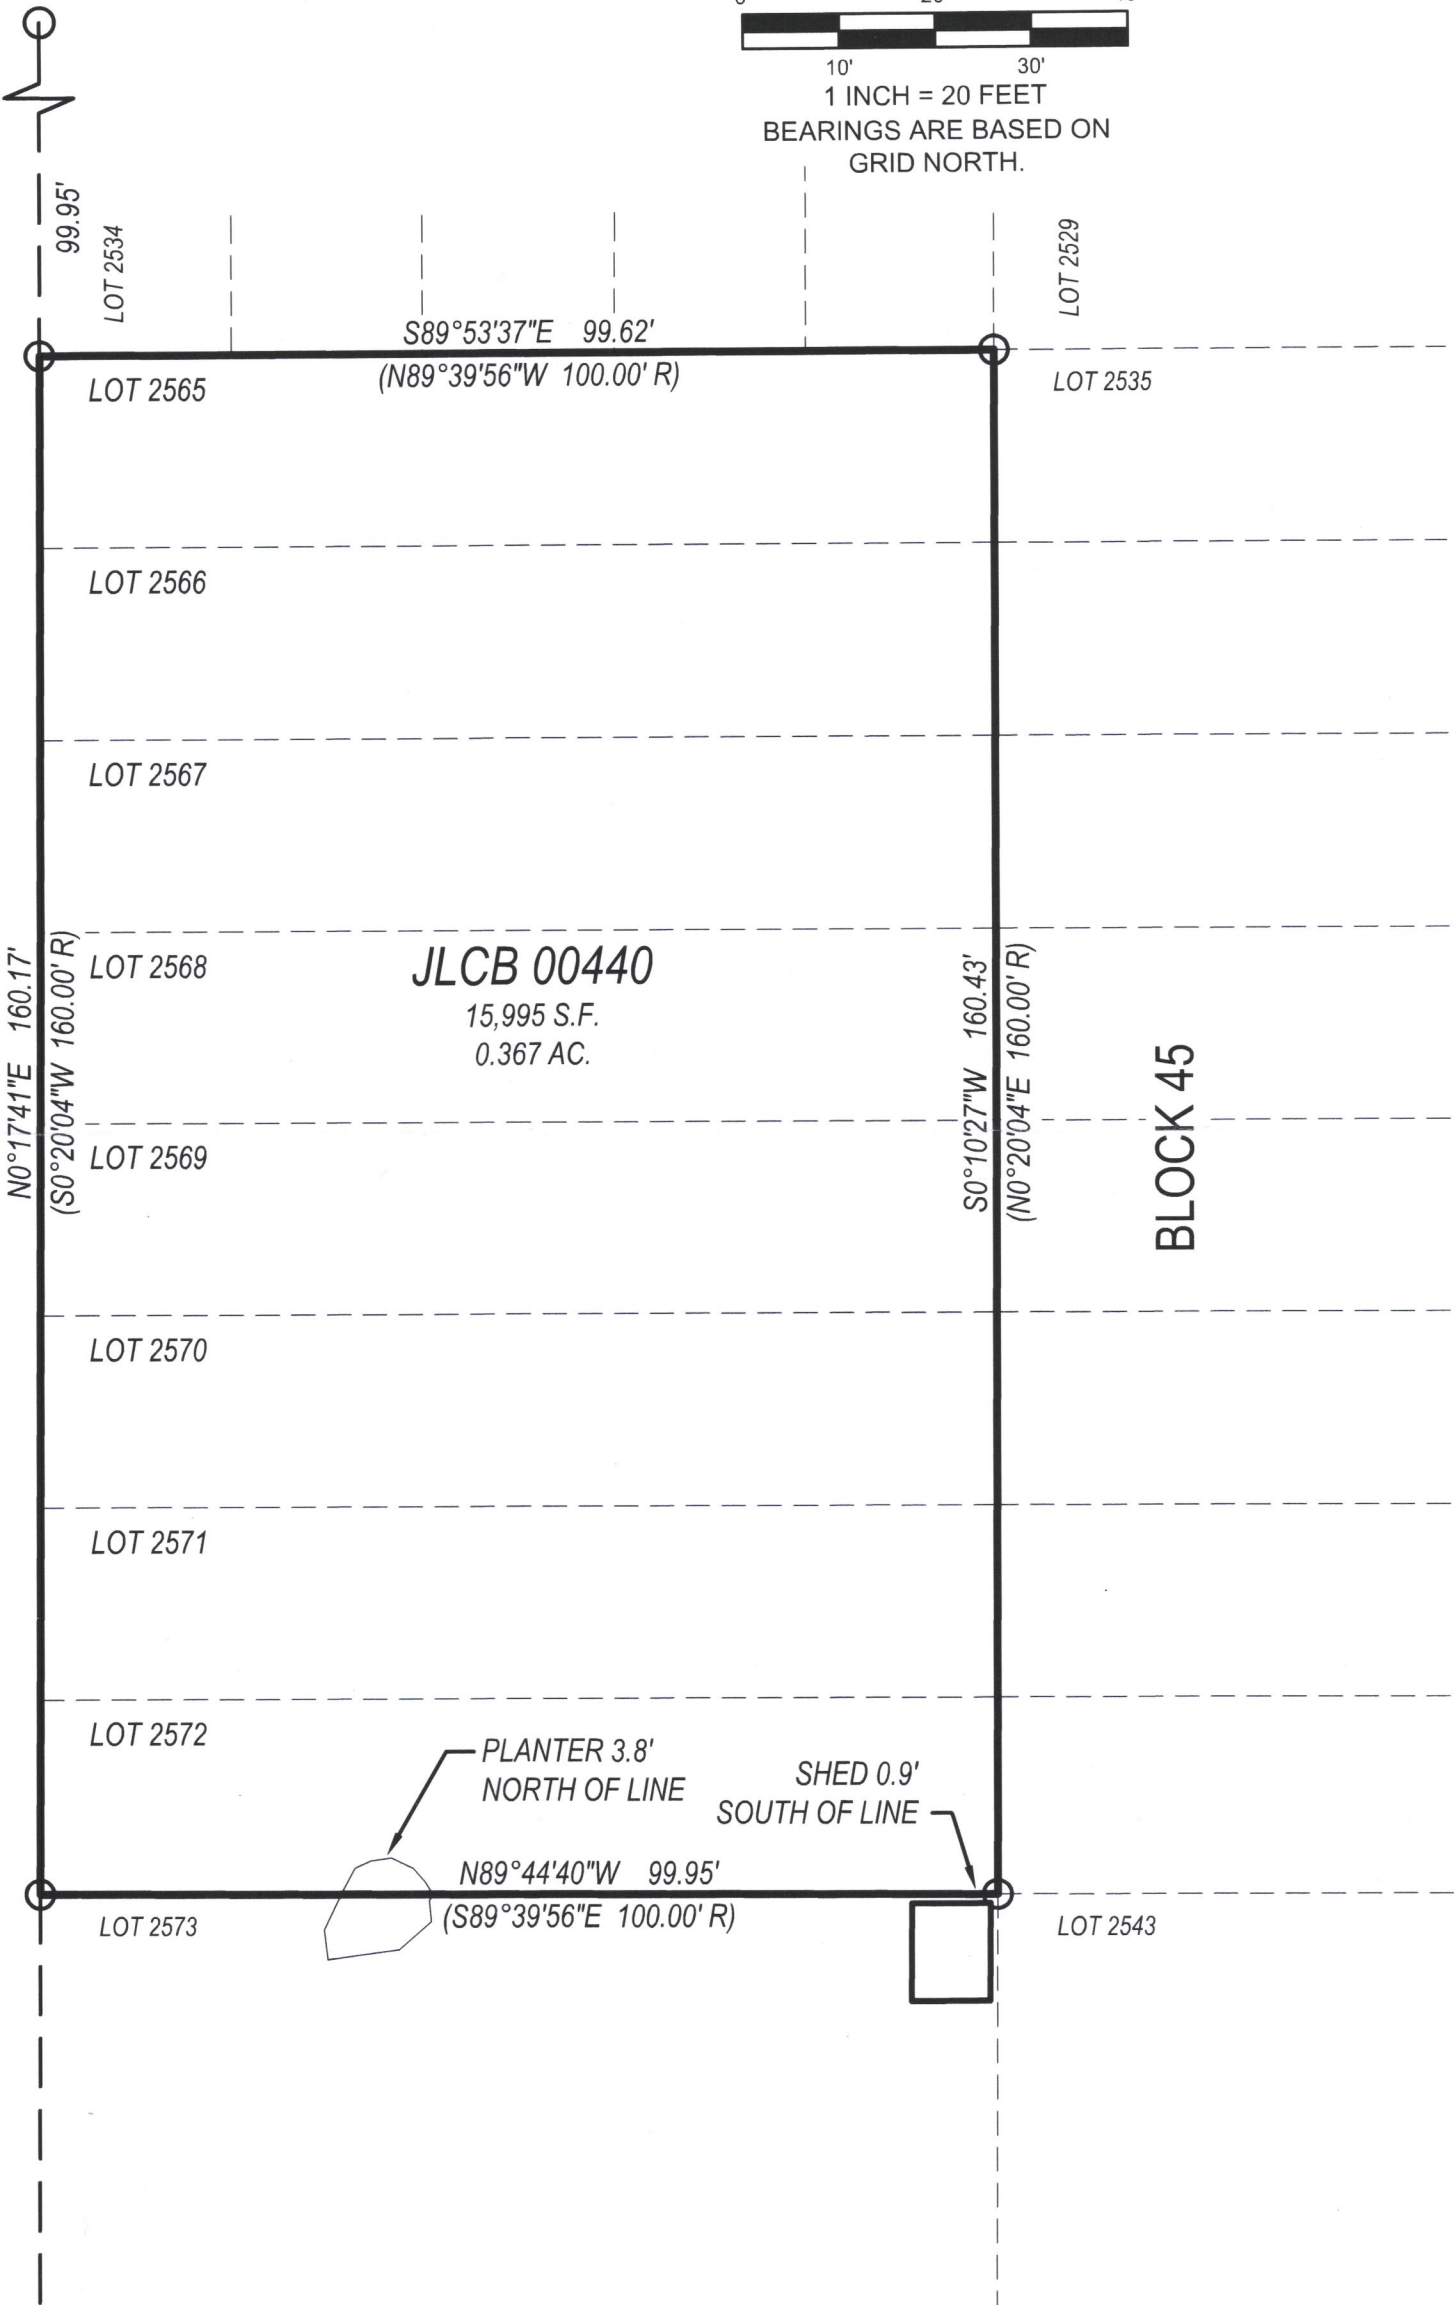 10' 30'
1 INCH = 20 FEET
BEARINGS ARE BASED ON
GRID NORTH.
99.95'
LOT 2534
LOT 2529
S89°53'37"E 99.62'
(N89°39'56"W 100.00' R)
LOT 2565
LOT 2535
LOT 2566
LOT 2567
N0°17'41"E 160.17'
(S0°20'04"W 160.00' R)
LOT 2568
JLCB 00440
15,995 S.F.
0.367 AC.
S0°10'27"W 160.43'
(N0°20'04"E 160.00' R)
BLOCK 45
LOT 2569
LOT 2570
LOT 2571
LOT 2572
PLANTER 3.8'
NORTH OF LINE
SHED 0.9'
SOUTH OF LINE
N89°44'40"W 99.95'
(S89°39'56"E 100.00' R)
LOT 2573
LOT 2543